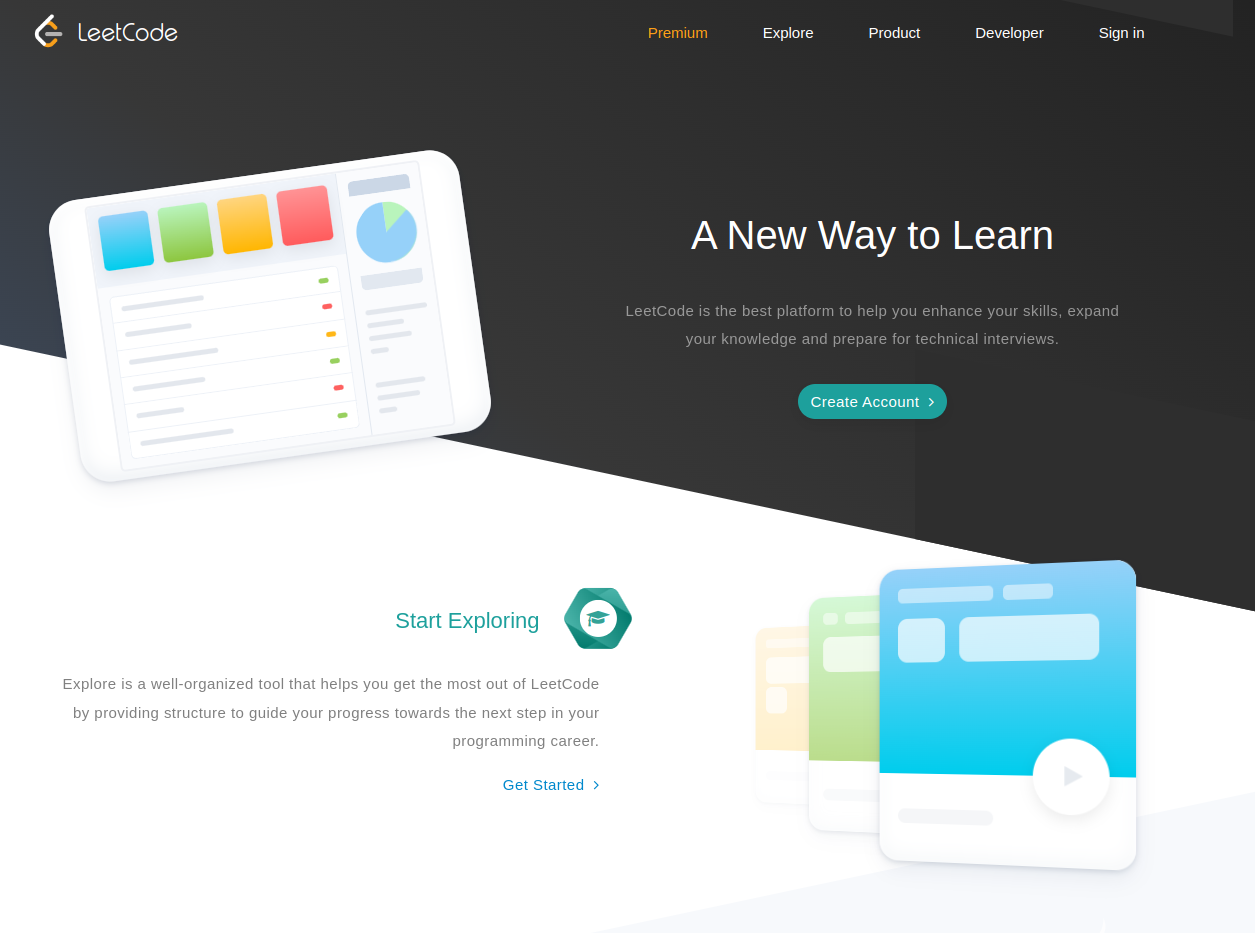 LeetCode
Premium
Explore
Product
Developer
Sign in
A New Way to Learn
LeetCode is the best platform to help you enhance your skills, expand
your knowledge and prepare for technical interviews.
Create Account
Start Exploring
Explore is a well-organized tool that helps you get the most out of LeetCode
by providing structure to guide your progress towards the next step in your
programming career.
Get Started